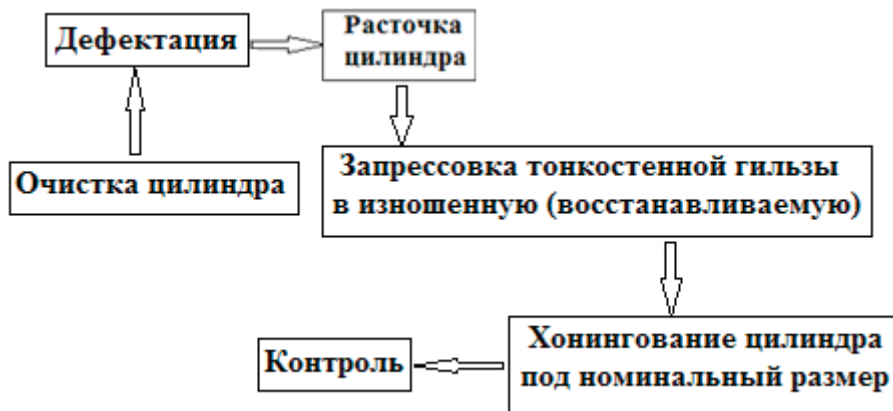 Дефектация
Расточка
цилиндра
Очистка цилиндра
Запрессовка тонкостенной гильзы
в изношенную (восстанавливаемую)
Хонингование цилиндра
под номинальный размер
Контроль